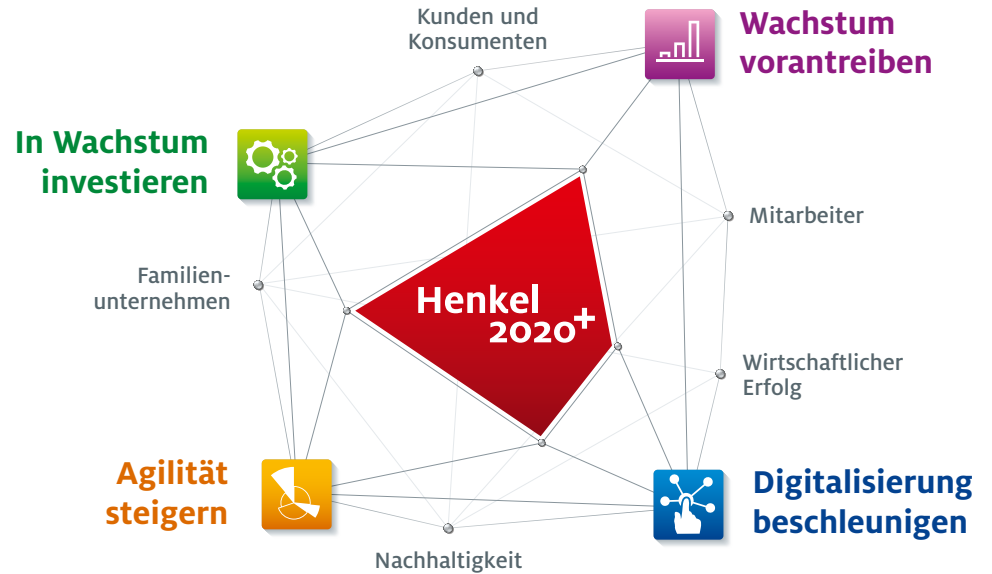 Kunden und
Konsumenten
Wachstum
vorantreiben
In Wachstum
investieren
Mitarbeiter
Familien-
unternehmen
Henkel
2020+
Wirtschaftlicher
Erfolg
Agilität
steigern
Digitalisierung
beschleunigen
Nachhaltigkeit